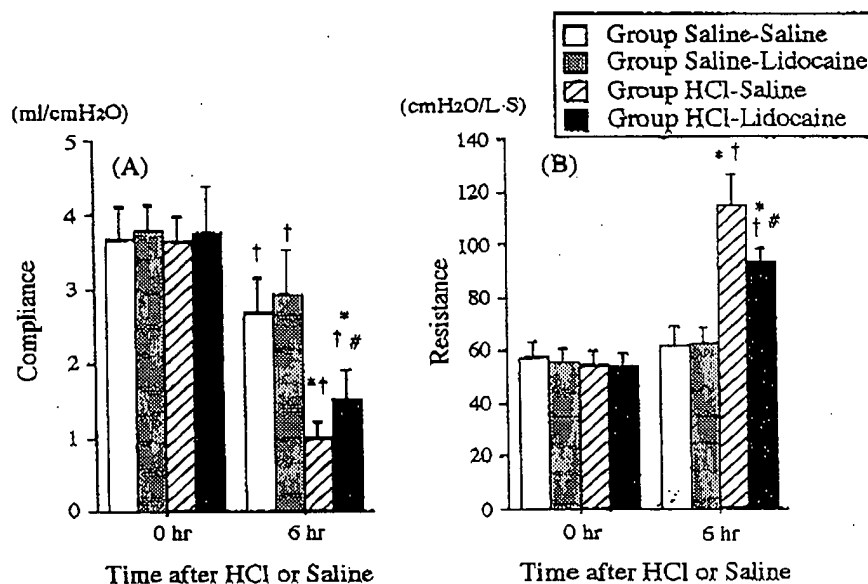 Group Saline-Saline
Group Saline-Lidocaine
Group HCl-Saline
Group HCl-Lidocaine
(ml/cmH2O)
(A)
Compliance
5
4
3
2
1
0
†
†
*†
*
† #
0 hr
6 hr
Time after HCl or Saline
(cmH2O/L·S)
(B)
Resistance
140
120
100
80
60
40
20
0
* †
*
† #
0 hr
6 hr
Time after HCl or Saline